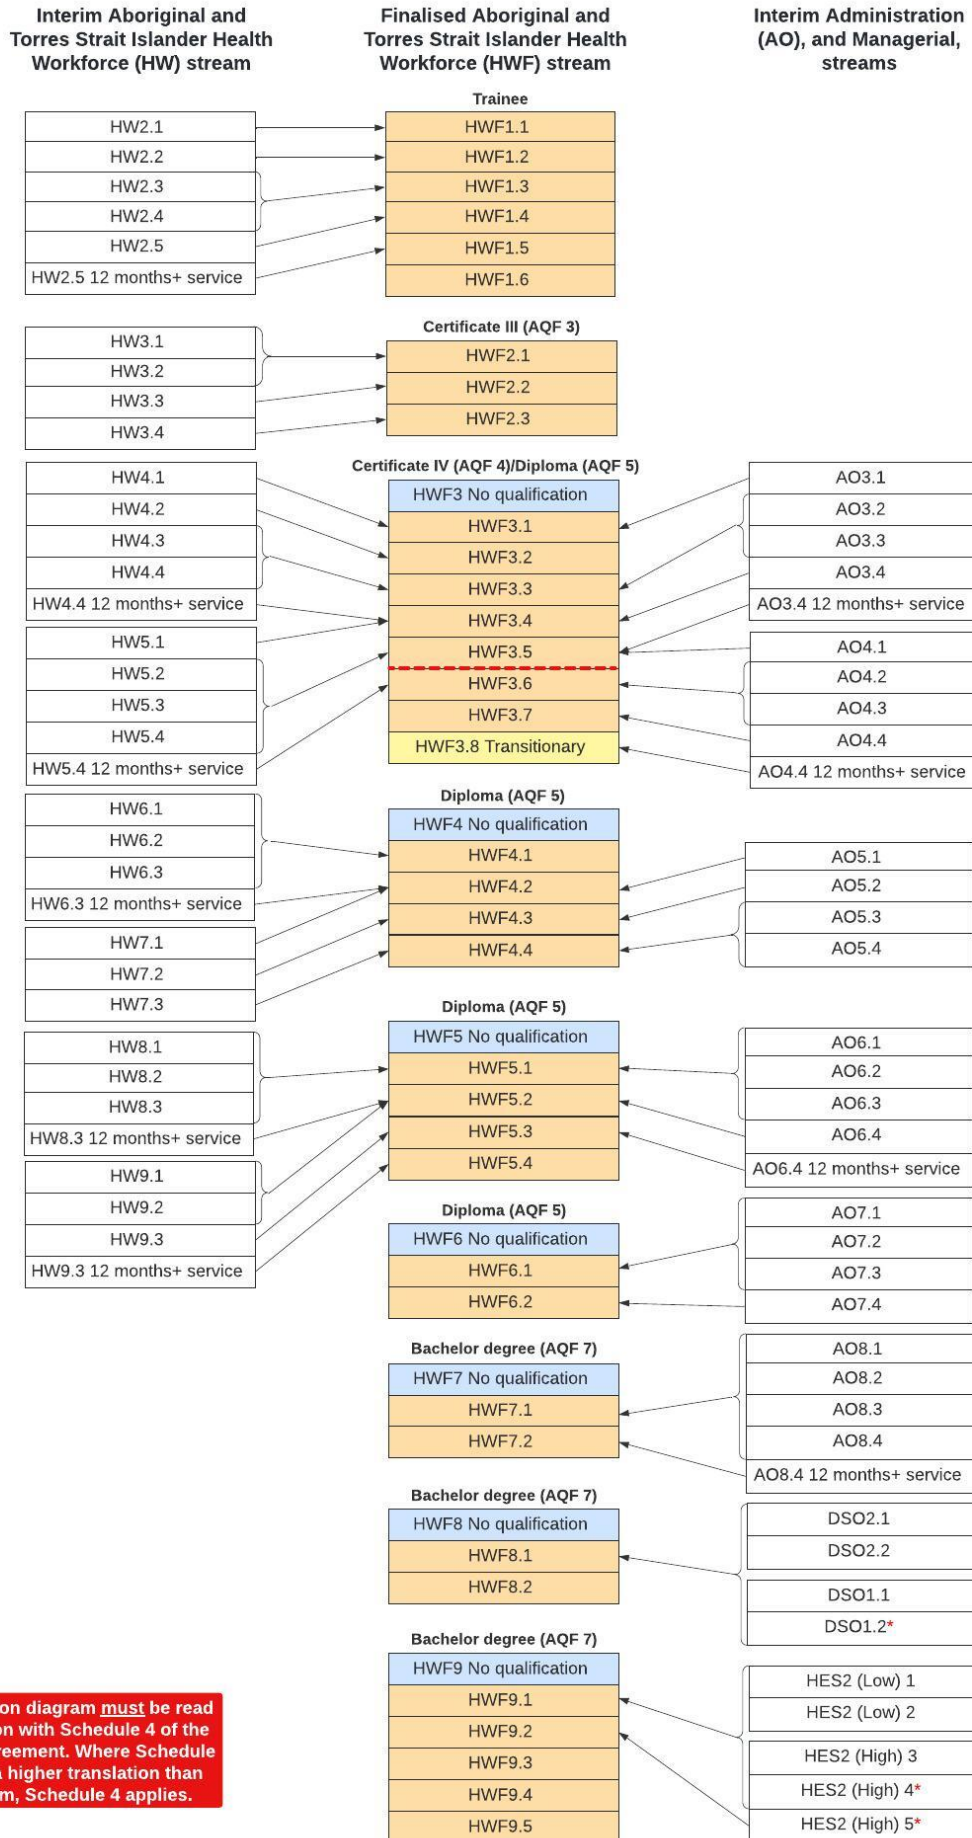 Interim Aboriginal and
Torres Strait Islander Health
Workforce (HW) stream
Finalised Aboriginal and
Torres Strait Islander Health
Workforce (HWF) stream
Interim Administration
(AO), and Managerial,
streams
HW2.1
HW2.2
HW2.3
HW2.4
HW2.5
HW2.5 12 months+ service
HW3.1
HW3.2
HW3.3
HW3.4
HW4.1
HW4.2
HW4.3
HW4.4
HW4.4 12 months+ service
HW5.1
HW5.2
HW5.3
HW5.4
HW5.4 12 months+ service
HW6.1
HW6.2
HW6.3
HW6.3 12 months+ service
HW7.1
HW7.2
HW7.3
HW8.1
HW8.2
HW8.3
HW8.3 12 months+ service
HW9.1
HW9.2
HW9.3
HW9.3 12 months+ service
Trainee
HWF1.1
HWF1.2
HWF1.3
HWF1.4
HWF1.5
HWF1.6
Certificate III (AQF 3)
HWF2.1
HWF2.2
HWF2.3
Certificate IV (AQF 4)/Diploma (AQF 5)
HWF3 No qualification
HWF3.1
HWF3.2
HWF3.3
HWF3.4
HWF3.5
HWF3.6
HWF3.7
HWF3.8 Transitionary
Diploma (AQF 5)
HWF4 No qualification
HWF4.1
HWF4.2
HWF4.3
HWF4.4
Diploma (AQF 5)
HWF5 No qualification
HWF5.1
HWF5.2
HWF5.3
HWF5.4
Diploma (AQF 5)
HWF6 No qualification
HWF6.1
HWF6.2
Bachelor degree (AQF 7)
HWF7 No qualification
HWF7.1
HWF7.2
Bachelor degree (AQF 7)
HWF8 No qualification
HWF8.1
HWF8.2
Bachelor degree (AQF 7)
HWF9 No qualification
HWF9.1
HWF9.2
HWF9.3
HWF9.4
HWF9.5
AO3.1
AO3.2
AO3.3
AO3.4
AO3.4 12 months+ service
AO4.1
AO4.2
AO4.3
AO4.4
AO4.4 12 months+ service
AO5.1
AO5.2
AO5.3
AO5.4
AO6.1
AO6.2
AO6.3
AO6.4
AO6.4 12 months+ service
AO7.1
AO7.2
AO7.3
AO7.4
AO8.1
AO8.2
AO8.3
AO8.4
AO8.4 12 months+ service
DSO2.1
DSO2.2
DSO1.1
DSO1.2*
HES2 (Low) 1
HES2 (Low) 2
HES2 (High) 3
HES2 (High) 4*
HES2 (High) 5*
on diagram must be read
on with Schedule 4 of the
reement. Where Schedule
a higher translation than
m, Schedule 4 applies.